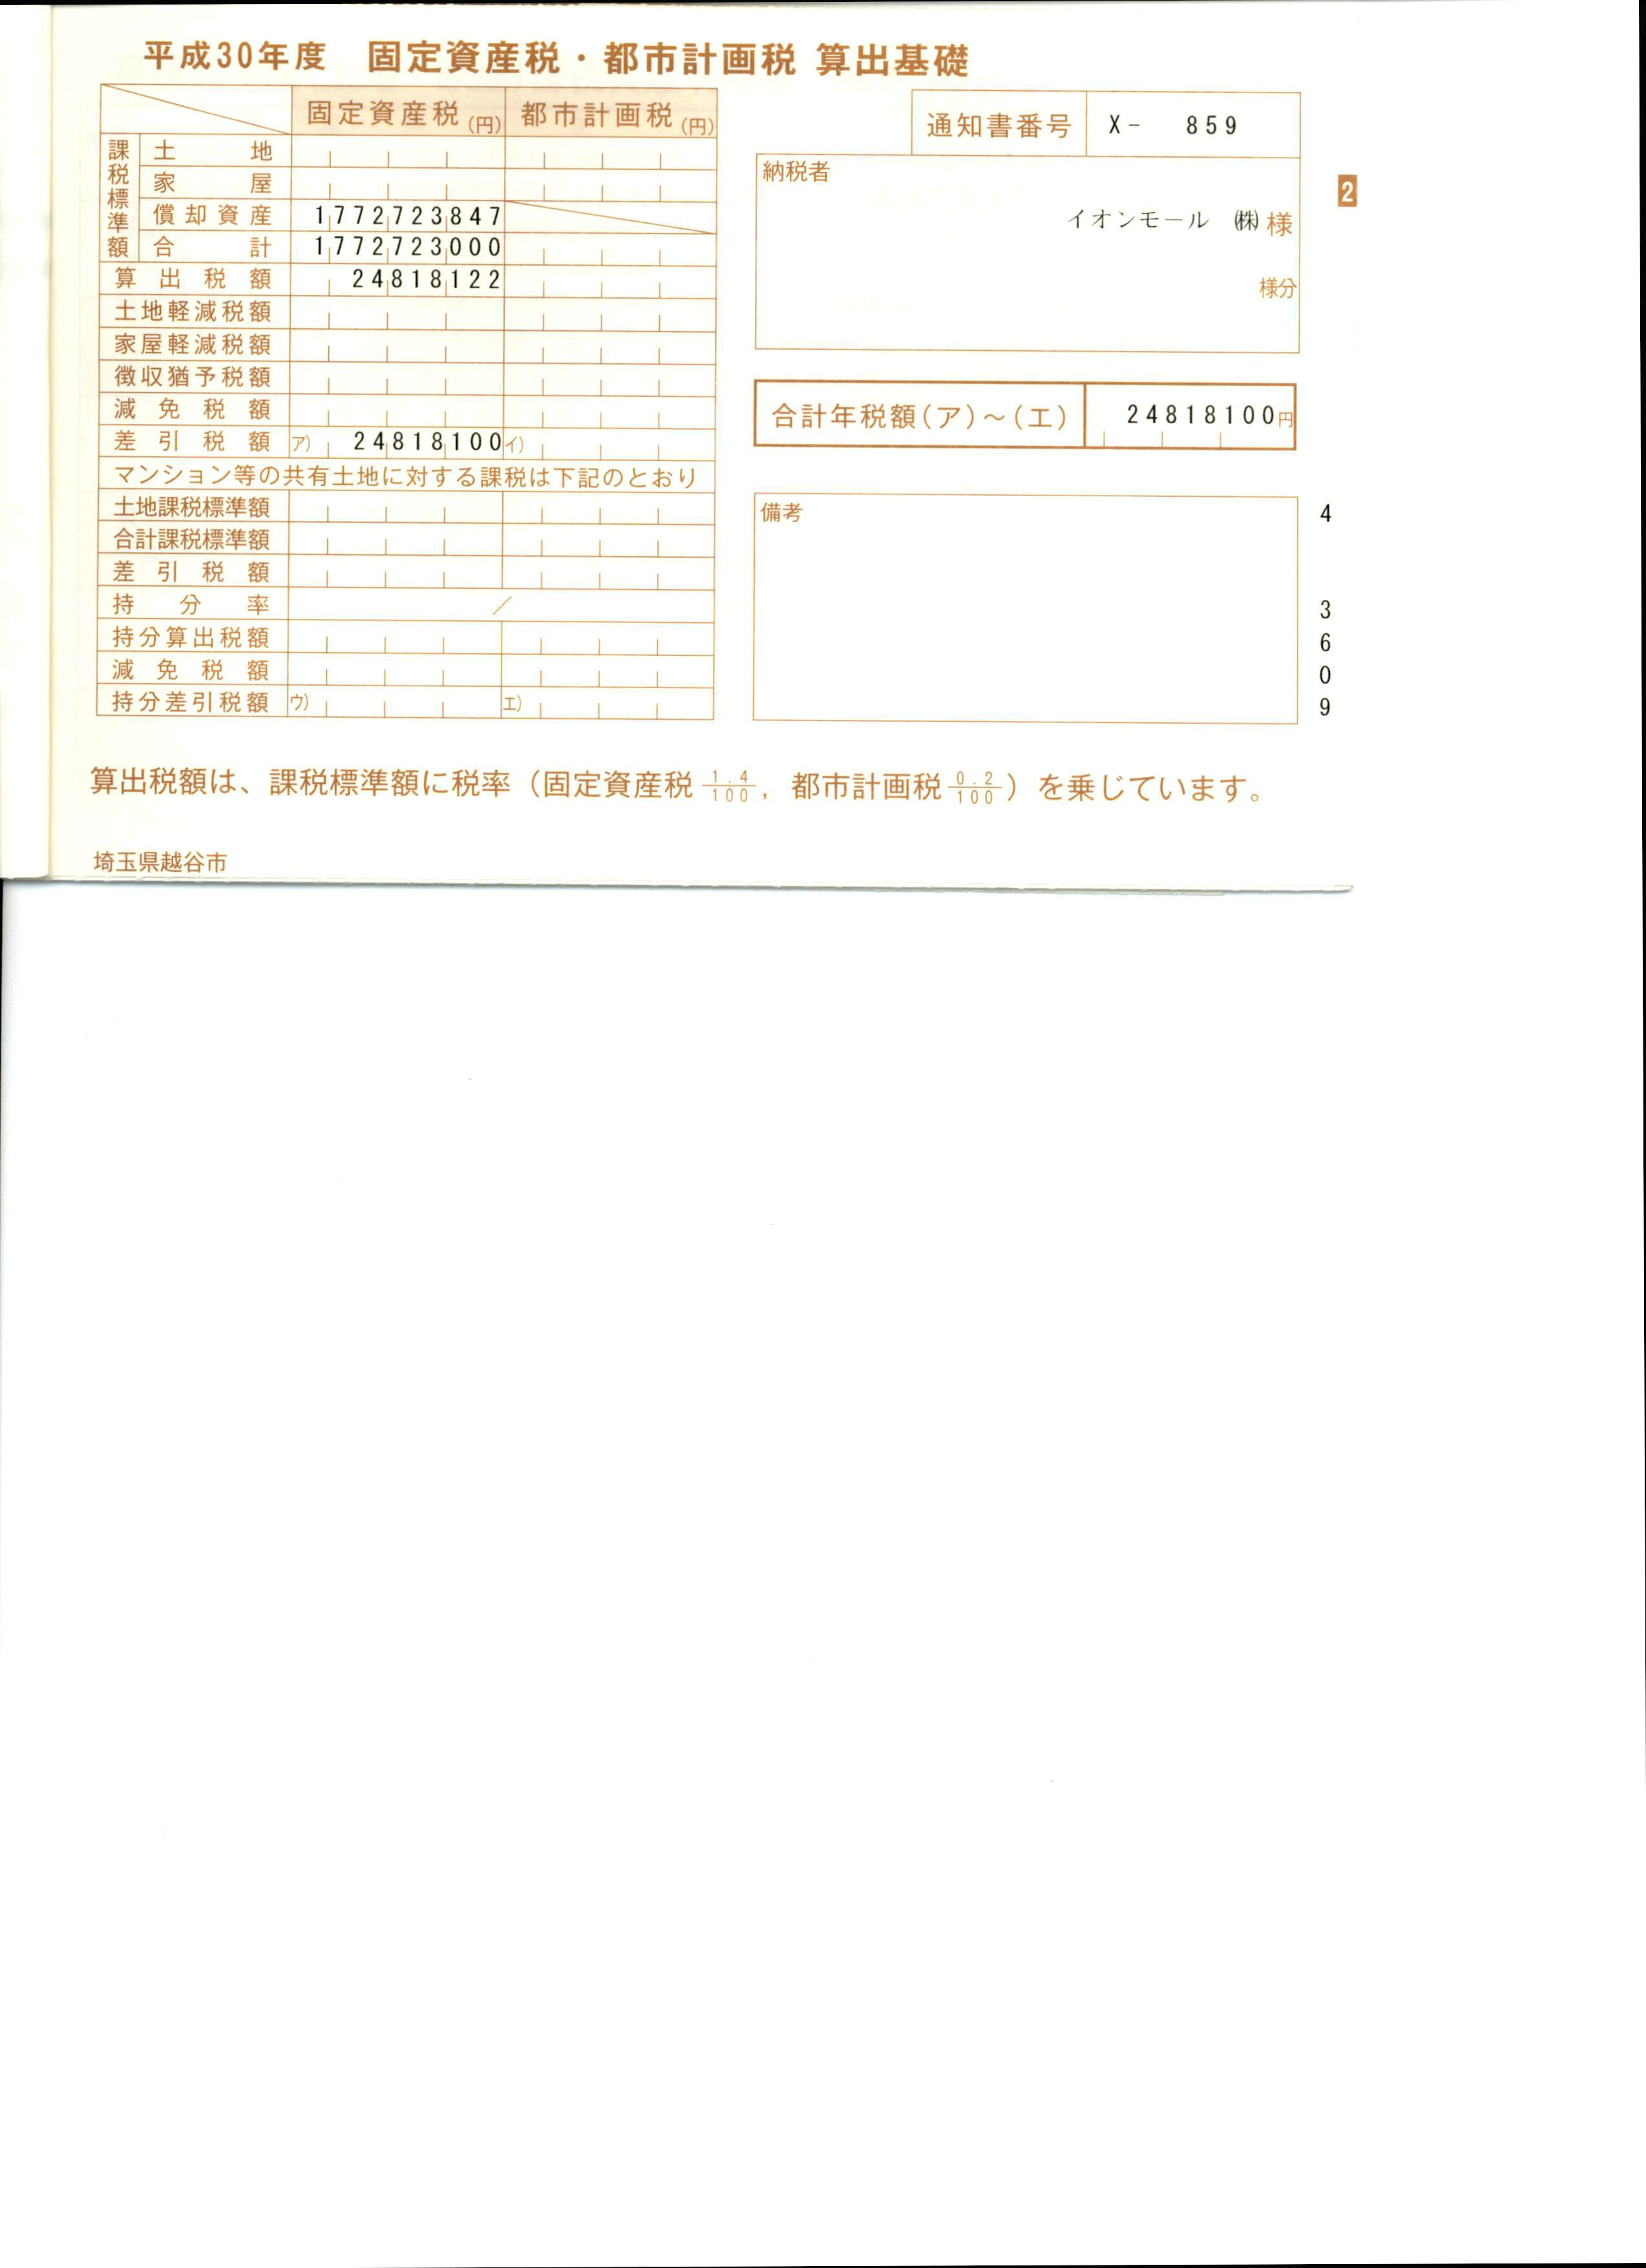 平成30年度 固定資産税・都市計画税 算出基礎
固定資産税(円) 都市計画税(円)
課税標準額
土地
家屋
償却資産 1772723847
合計 1772723000
算出税額 24818122
土地軽減税額
家屋軽減税額
徴収猶予税額
減免税額
差引税額 ア) 24818100 イ)
マンション等の共有土地に対する課税は下記のとおり
土地課税標準額
合計課税標準額
差引税額
持分率 /
持分算出税額
減免税額
持分差引税額 ウ) エ)
通知書番号 X- 859
納税者
イオンモール ㈱ 様
様分
2
合計年税額(ア)~(エ) 24818100円
備考
4
3
6
0
9
算出税額は、課税標準額に税率(固定資産税 1.4/100, 都市計画税 0.2/100)を乗じています。
埼玉県越谷市